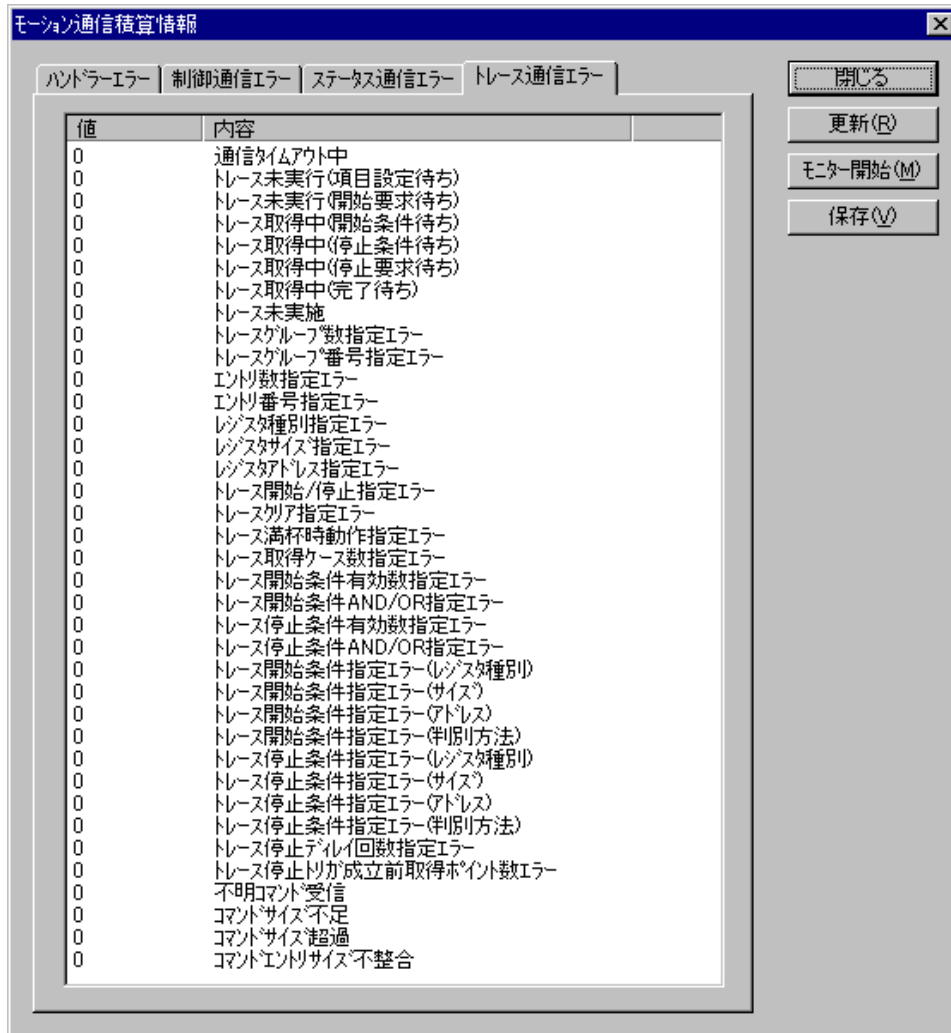 モーション通信積算情報
ハンドラーエラー 制御通信エラー ステータス通信エラー トレース通信エラー
閉じる
更新(R)
モニター開始(M)
保存(V)
値 内容
0 通信タイムアウト中
0 トレース未実行(項目設定待ち)
0 トレース未実行(開始要求待ち)
0 トレース取得中(開始条件待ち)
0 トレース取得中(停止条件待ち)
0 トレース取得中(停止要求待ち)
0 トレース取得中(完了待ち)
0 トレース未実施
0 トレースグループ数指定エラー
0 トレースグループ番号指定エラー
0 エントリ数指定エラー
0 エントリ番号指定エラー
0 レジスタ種別指定エラー
0 レジスタサイズ指定エラー
0 レジスタアドレス指定エラー
0 トレース開始/停止指定エラー
0 トレースクリア指定エラー
0 トレース満杯時動作指定エラー
0 トレース取得ケース数指定エラー
0 トレース開始条件有効数指定エラー
0 トレース開始条件AND/OR指定エラー
0 トレース停止条件有効数指定エラー
0 トレース停止条件AND/OR指定エラー
0 トレース開始条件指定エラー(レジスタ種別)
0 トレース開始条件指定エラー(サイズ)
0 トレース開始条件指定エラー(アドレス)
0 トレース開始条件指定エラー(判別方法)
0 トレース停止条件指定エラー(レジスタ種別)
0 トレース停止条件指定エラー(サイズ)
0 トレース停止条件指定エラー(アドレス)
0 トレース停止条件指定エラー(判別方法)
0 トレース停止ディレイ回数指定エラー
0 トレース停止トリガ成立前取得ポイント数エラー
0 不明コマンド受信
0 コマンドサイズ不足
0 コマンドサイズ超過
0 コマンドエントリサイズ不整合